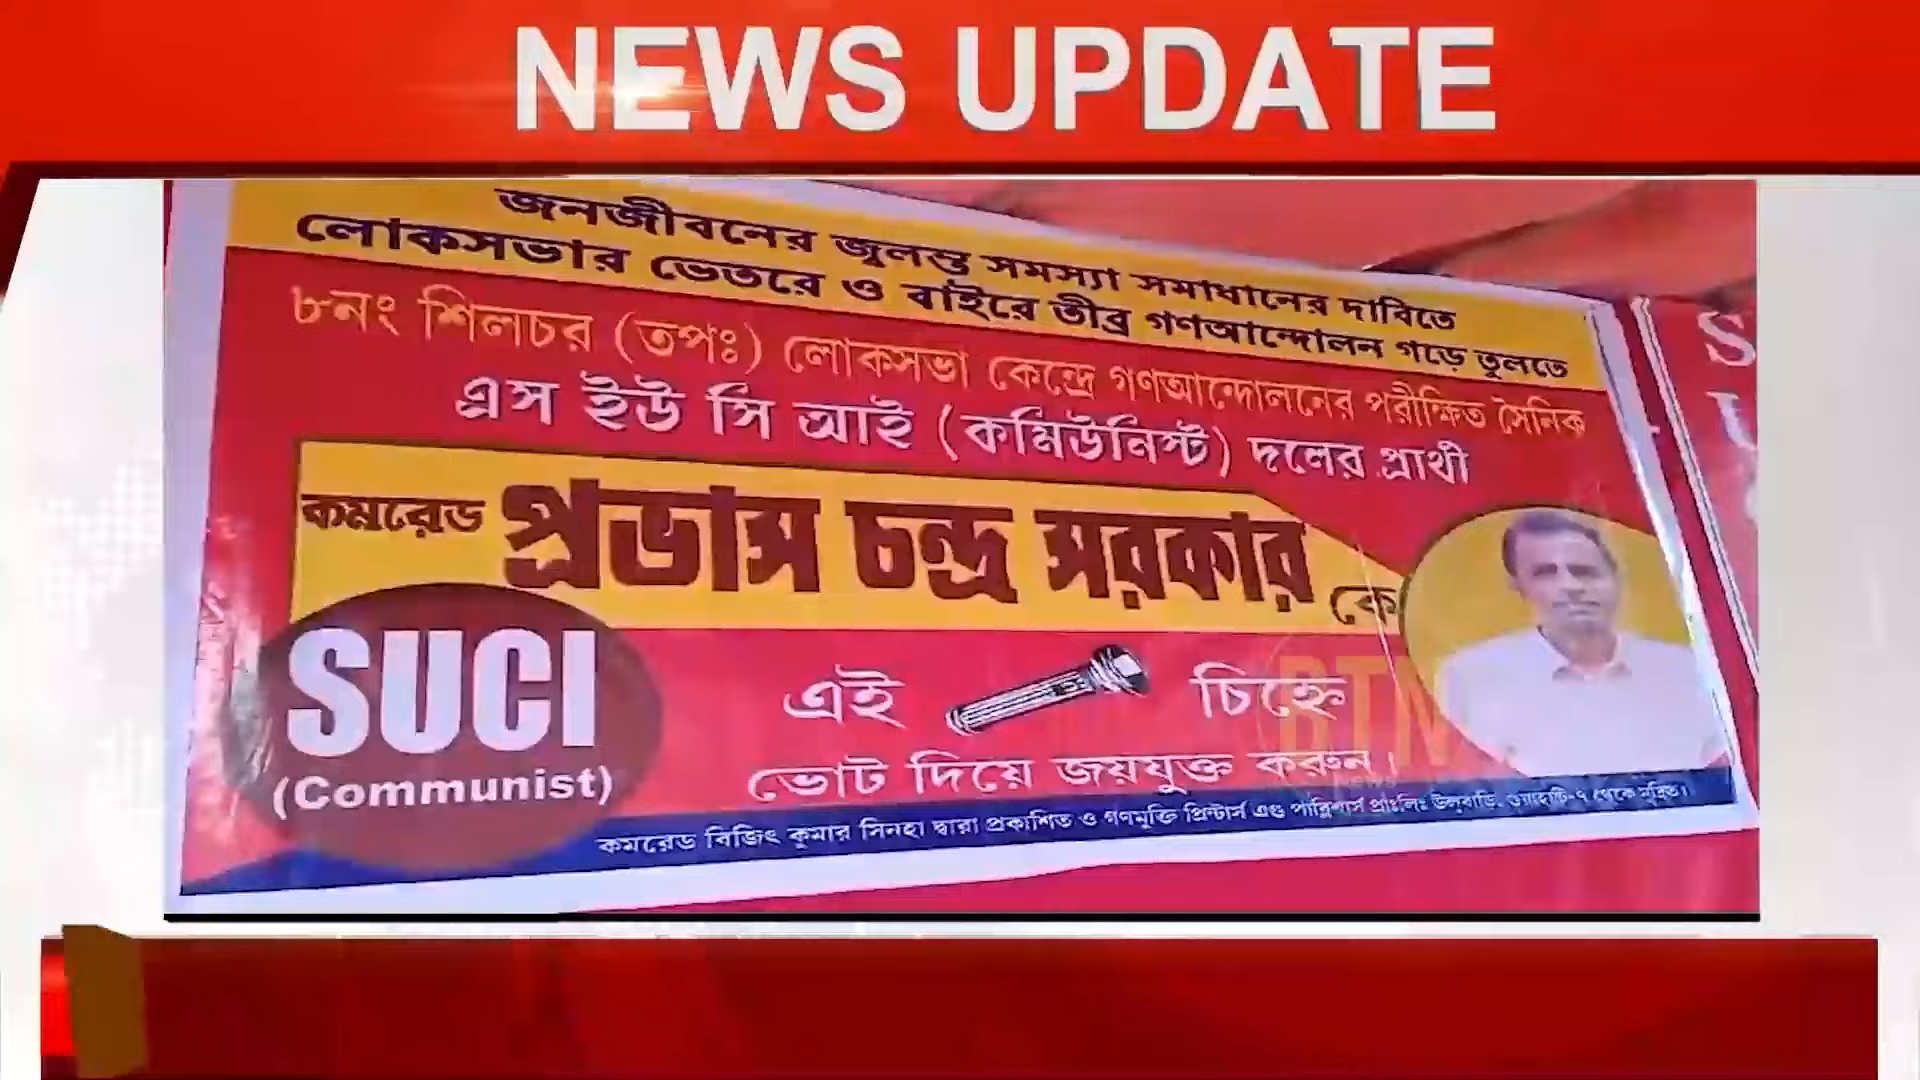 NEWS UPDATE
জনজীবনের জ্বলন্ত সমস্যা সমাধানের দাবিতে
লোকসভার ভেতরে ও বাইরে তীব্র গণআন্দোলন গড়ে তুলতে
৮নং শিলচর (তপঃ) লোকসভা কেন্দ্রে গণআন্দোলনের পরীক্ষিত সৈনিক
এস ইউ সি আই (কমিউনিস্ট) দলের প্রার্থী
কমরেড প্রভাস চন্দ্র সরকার কে
SUCI
(Communist)
এই চিহ্নে
ভোট দিয়ে জয়যুক্ত করুন।
BTN
NEWS
কমরেড বিজিৎ কুমার সিনহা দ্বারা প্রকাশিত ও গণমুক্তি প্রিন্টার্স এণ্ড পাব্লিশার্স প্রাঃলিঃ উলুবাড়ি, গুয়াহাটি-৭ থেকে মুদ্রিত।
S
U